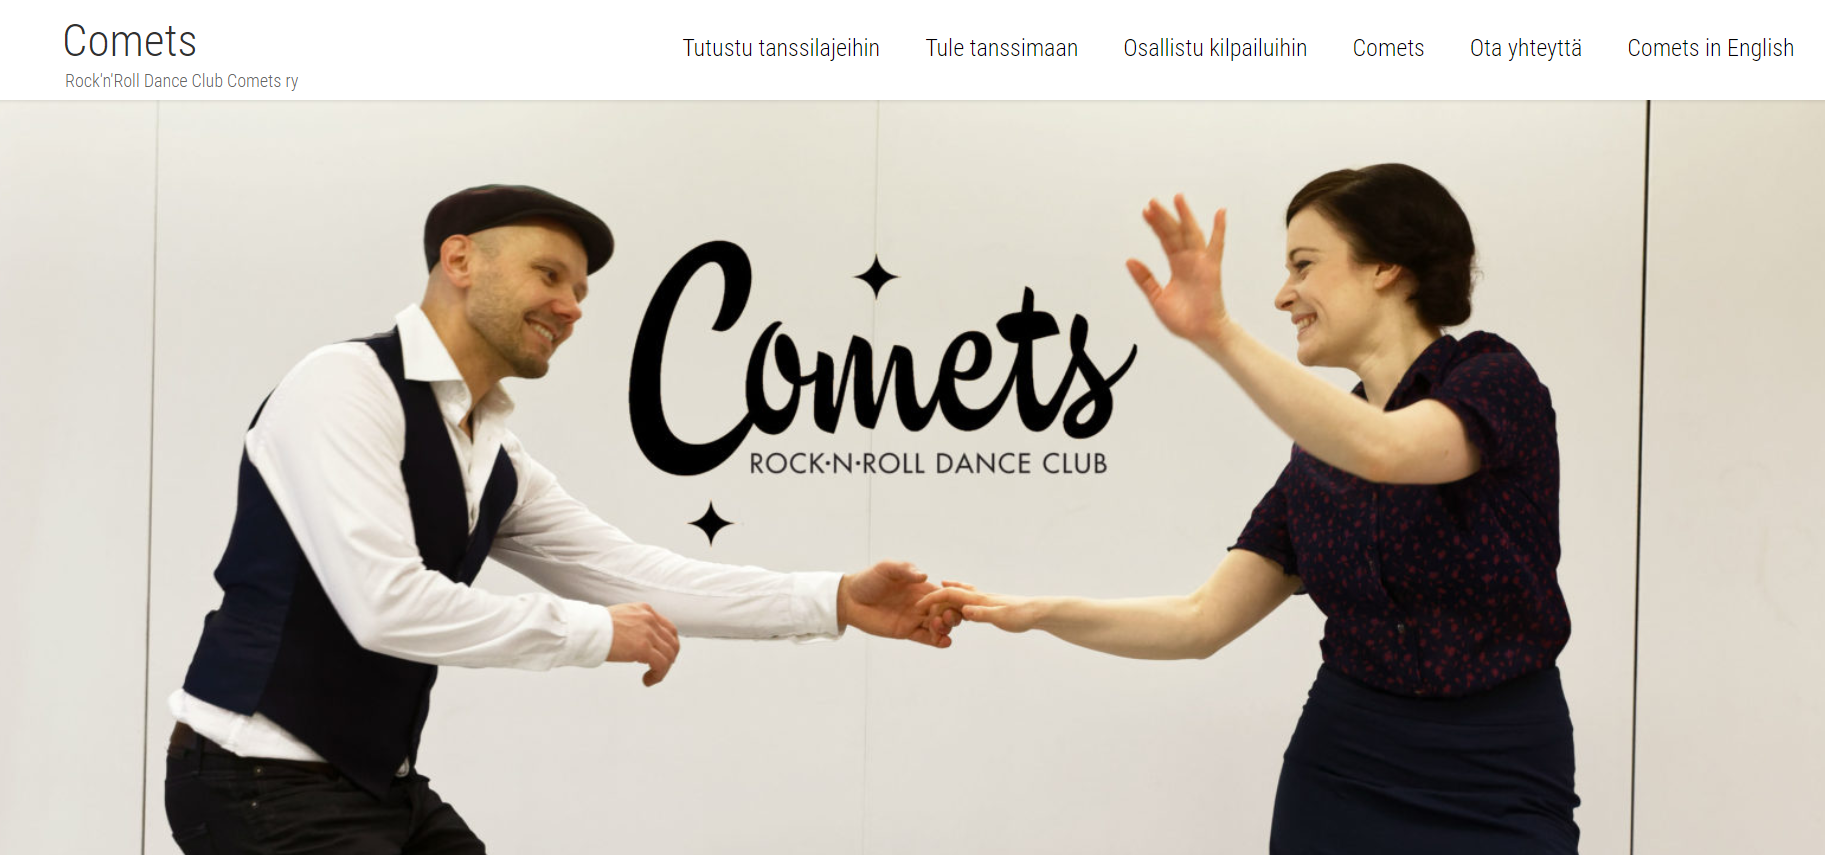 Comets
Rock'n'Roll Dance Club Comets ry
Tutustu tanssilajeihin Tule tanssimaan Osallistu kilpailuihin Comets Ota yhteyttä Comets in English
Comets
ROCK·N·ROLL DANCE CLUB